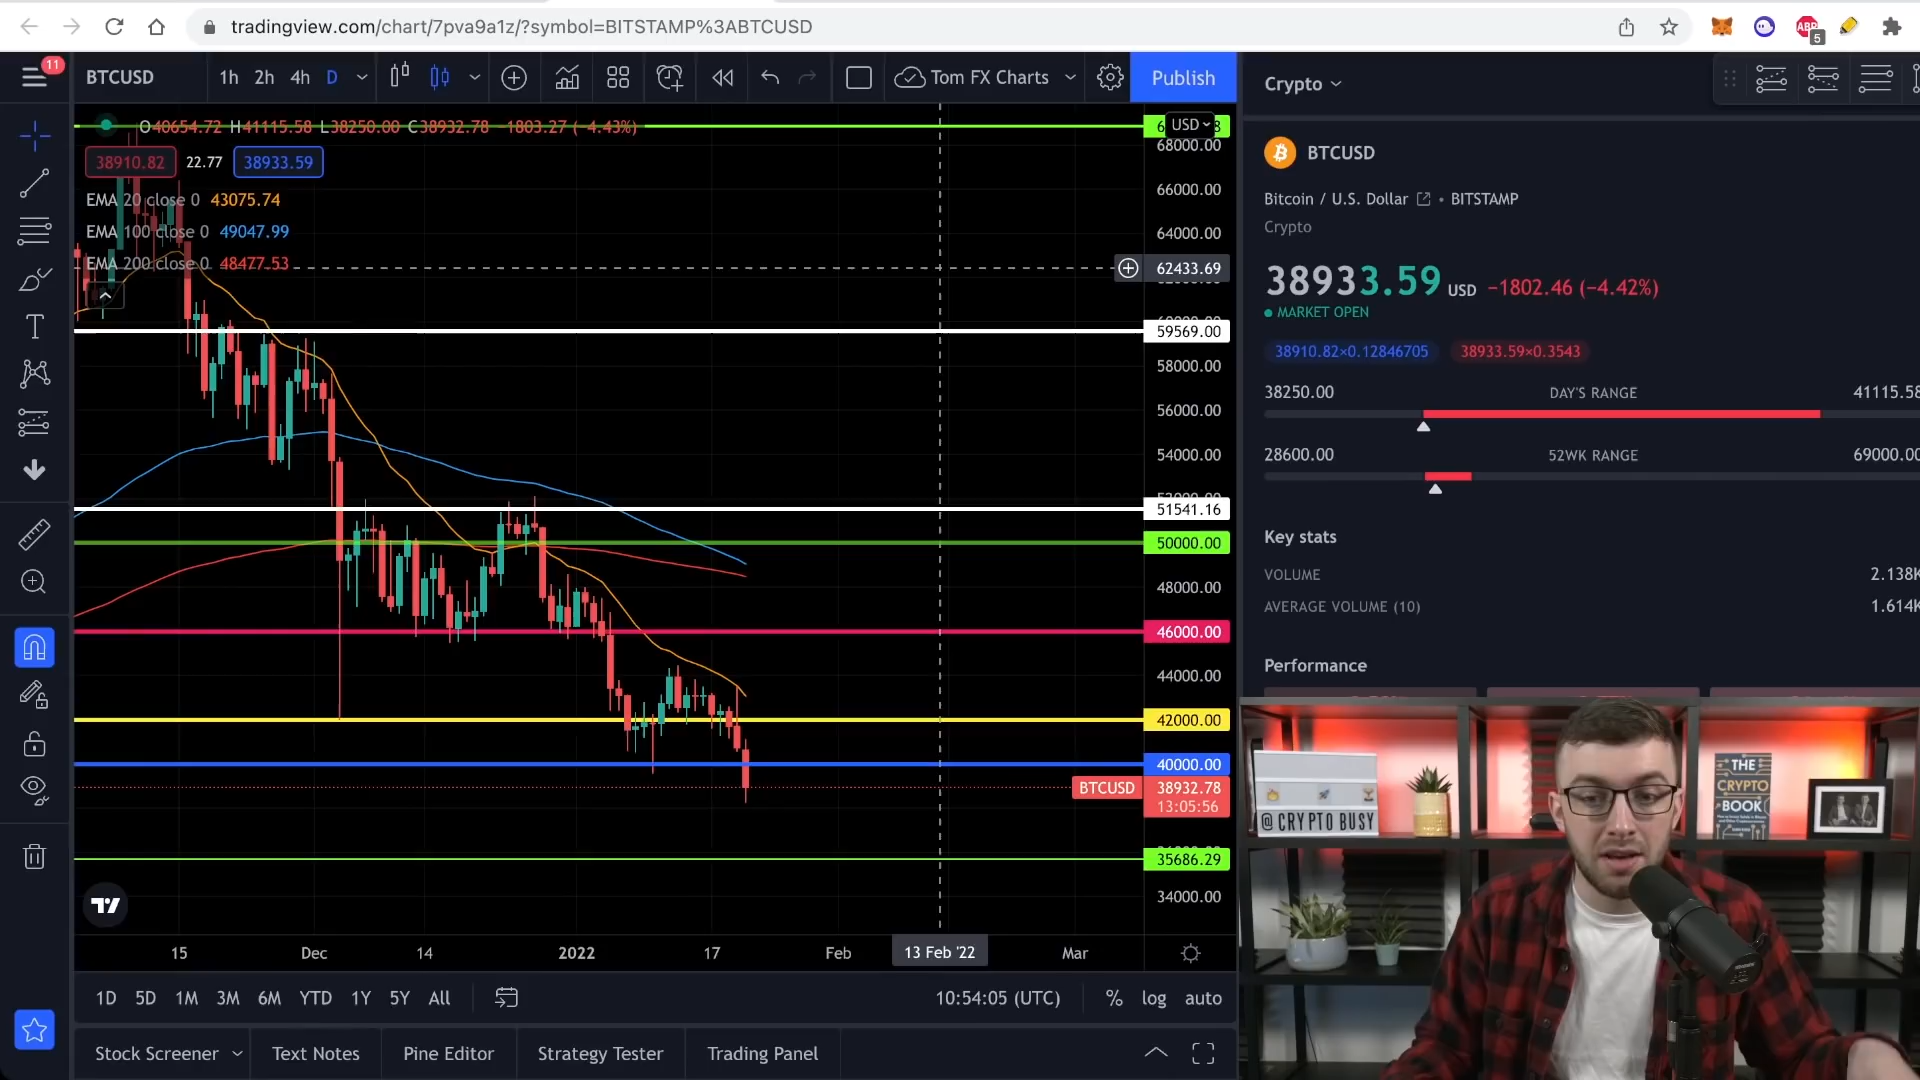 tradingview.com/chart/7pva9a1z/?symbol=BITSTAMP%3ABTCUSD
ABP
5
11
BTCUSD
1h 2h 4h D
Tom FX Charts
Publish
Crypto
O40654.72 H41115.58 L38250.00 C38932.78 −1803.27 (−4.43%)
USD
38910.82 22.77 38933.59
EMA 20 close 0 43075.74
EMA 100 close 0 49047.99
EMA 200 close 0 48477.53
68000.00
66000.00
64000.00
62433.69
59569.00
58000.00
56000.00
54000.00
51541.16
50000.00
48000.00
46000.00
44000.00
42000.00
40000.00
BTCUSD 38932.78
13:05:56
35686.29
34000.00
15 Dec 14 2022 17 Feb 13 Feb '22 Mar
1D 5D 1M 3M 6M YTD 1Y 5Y All
10:54:05 (UTC) % log auto
Stock Screener Text Notes Pine Editor Strategy Tester Trading Panel
BTCUSD
Bitcoin / U.S. Dollar • BITSTAMP
Crypto
38933.59 USD −1802.46 (−4.42%)
MARKET OPEN
38910.82×0.12846705 38933.59×0.3543
38250.00 DAY'S RANGE 41115.58
28600.00 52WK RANGE 69000.00
Key stats
VOLUME 2.138K
AVERAGE VOLUME (10) 1.614K
Performance
@CRYPTO BUSY
THE
CRYPTO
BOOK